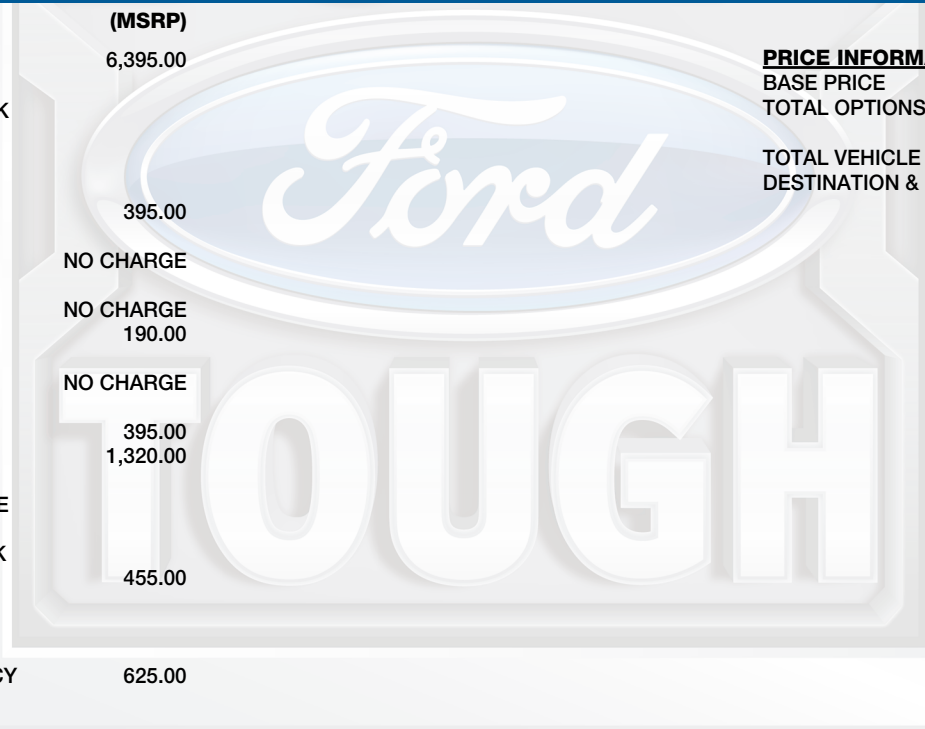 (MSRP)
6,395.00
PRICE INFORMA
BASE PRICE
K
TOTAL OPTIONS
TOTAL VEHICLE
DESTINATION &
395.00
NO CHARGE
NO CHARGE
190.00
NO CHARGE
395.00
1,320.00
E
K
455.00
CY
625.00
Ford
TOUGH